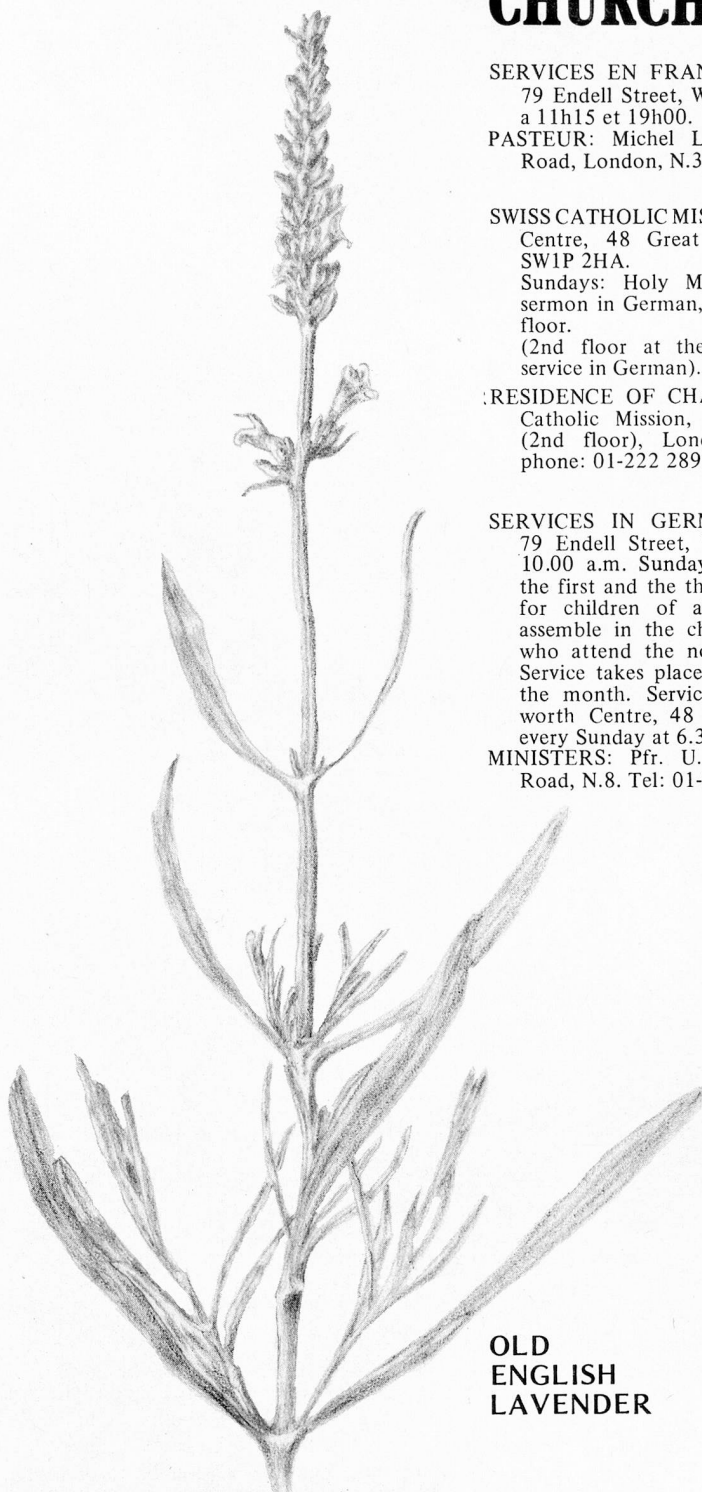 CHURCH
SERVICES EN FRAN
79 Endell Street, W
a 11h15 et 19h00.
PASTEUR: Michel L
Road, London, N.3
SWISS CATHOLIC MIS
Centre, 48 Great
SW1P 2HA.
Sundays: Holy M
sermon in German,
floor.
(2nd floor at the
service in German).
RESIDENCE OF CHA
Catholic Mission,
(2nd floor), Lon
phone: 01-222 289
SERVICES IN GERM
79 Endell Street,
10.00 a.m. Sunday
the first and the th
for children of a
assemble in the ch
who attend the no
Service takes place
the month. Servic
worth Centre, 48
every Sunday at 6.3
MINISTERS: Pfr. U.
Road, N.8. Tel: 01-
OLD
ENGLISH
LAVENDER